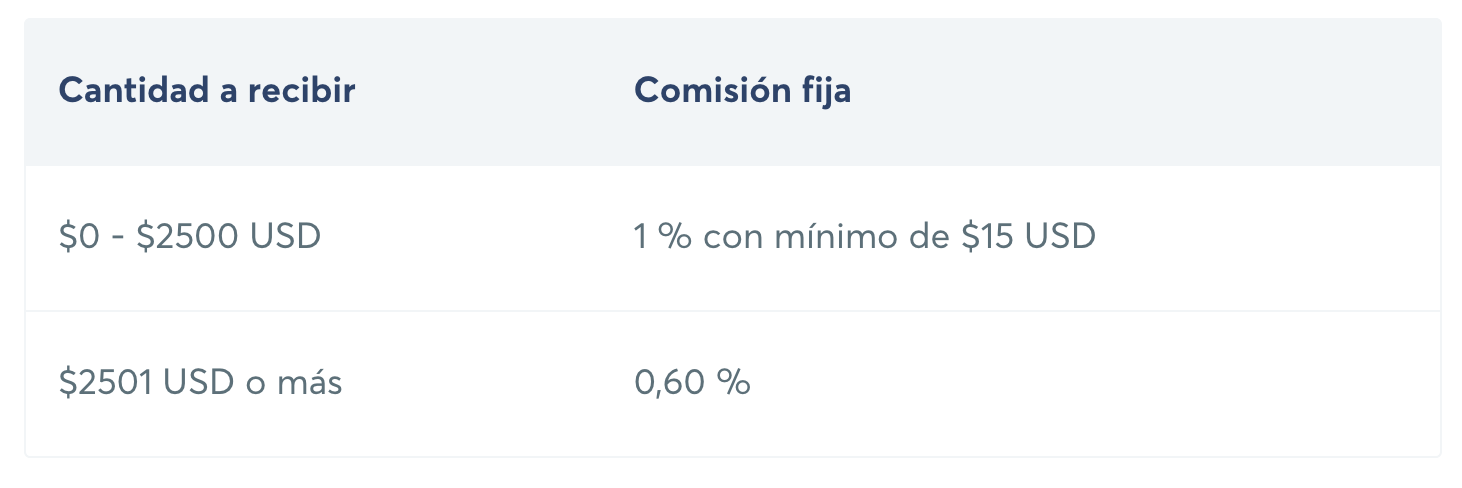 Cantidad a recibir
Comisión fija
$0 - $2500 USD
1 % con mínimo de $15 USD
$2501 USD o más
0,60 %